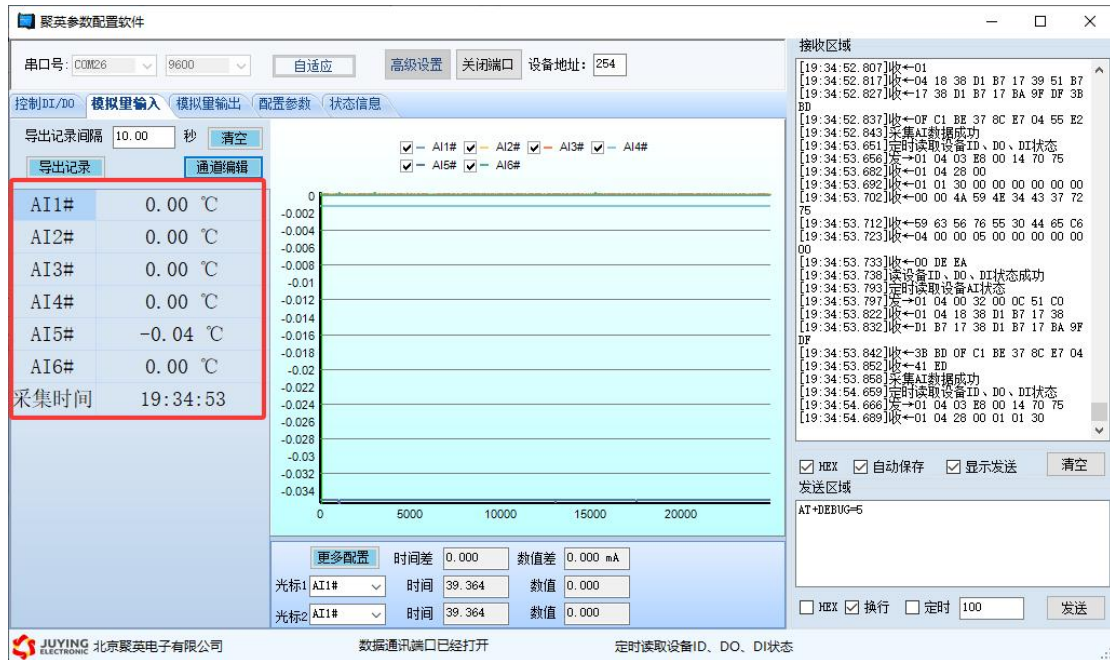 聚英参数配置软件
串口号: COM26 9600 自适应 高级设置 关闭端口 设备地址: 254
控制DI/DO 模拟里输入 模拟里输出 配置参数 状态信息
导出记录间隔 10.00 秒 清空
导出记录 通道编辑
AI1# 0.00 ℃
AI2# 0.00 ℃
AI3# 0.00 ℃
AI4# 0.00 ℃
AI5# -0.04 ℃
AI6# 0.00 ℃
采集时间 19:34:53
AI1# AI2# AI3# AI4#
AI5# AI6#
0
-0.002
-0.004
-0.006
-0.008
-0.01
-0.012
-0.014
-0.016
-0.018
-0.02
-0.022
-0.024
-0.026
-0.028
-0.03
-0.032
-0.034
0 5000 10000 15000 20000
更多配置 时间差 0.000 数值差 0.000 mA
光标1 AI1# 时间 39.364 数值 0.000
光标2 AI1# 时间 39.364 数值 0.000
接收区域
[19:34:52.807]收←01
[19:34:52.817]收←04 18 38 D1 B7 17 39 51 B7
[19:34:52.827]收←17 38 D1 B7 17 BA 9F DF 3B
BD
[19:34:52.837]收←0F C1 BE 37 8C E7 04 55 E2
[19:34:52.843]采集AI数据成功
[19:34:53.651]定时读取设备ID、DO、DI状态
[19:34:53.656]发→01 04 03 E8 00 14 70 75
[19:34:53.682]收←01 04 28 00
[19:34:53.692]收←01 01 30 00 00 00 00 00 00
[19:34:53.702]收←00 00 4A 59 4E 34 43 37 72
75
[19:34:53.712]收←59 63 56 76 55 30 44 65 C6
[19:34:53.723]收←04 00 00 05 00 00 00 00 00
00
[19:34:53.733]收←00 DE EA
[19:34:53.738]读设备ID、DO、DI状态成功
[19:34:53.793]定时读取设备AI状态
[19:34:53.797]发→01 04 00 32 00 0C 51 C0
[19:34:53.822]收←01 04 18 38 D1 B7 17 38
[19:34:53.832]收←D1 B7 17 38 D1 B7 17 BA 9F
DF
[19:34:53.842]收←3B BD 0F C1 BE 37 8C E7 04
[19:34:53.852]收←41 ED
[19:34:53.858]采集AI数据成功
[19:34:54.659]定时读取设备ID、DO、DI状态
[19:34:54.666]发→01 04 03 E8 00 14 70 75
[19:34:54.689]收←01 04 28 00 01 01 30
HEX 自动保存 显示发送 清空
发送区域
AT+DEBUG=5
HEX 换行 定时 100 发送
JUYING ELECTRONIC 北京聚英电子有限公司 数据通讯端口已经打开 定时读取设备ID、DO、DI状态